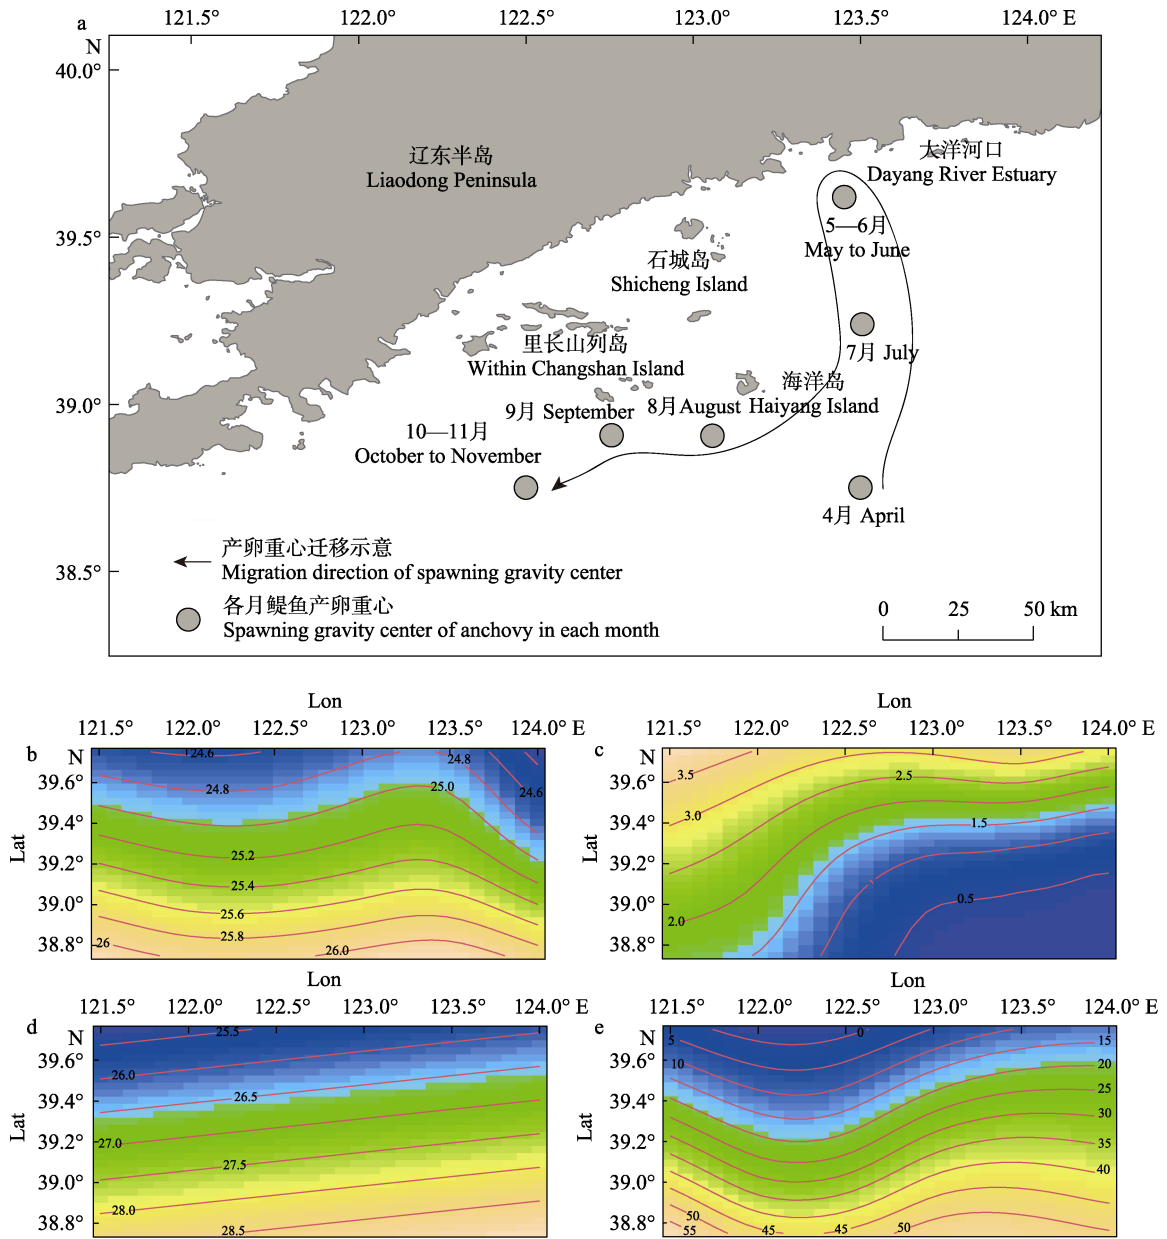 a
121.5° 122.0° 122.5° 123.0° 123.5° 124.0° E
N
40.0°
39.5°
39.0°
38.5°
辽东半岛
Liaodong Peninsula
大洋河口
Dayang River Estuary
5—6月
May to June
石城岛
Shicheng Island
7月 July
里长山列岛
Within Changshan Island
海洋岛
Haiyang Island
9月 September
8月August
10—11月
October to November
4月 April
产卵重心迁移示意
Migration direction of spawning gravity center
各月鳀鱼产卵重心
Spawning gravity center of anchovy in each month
0 25 50 km
Lon
121.5° 122.0° 122.5° 123.0° 123.5° 124.0° E
b
N
39.6°
39.4°
39.2°
39.0°
38.8°
Lat
24.6
24.8
24.8
25.0
24.6
25.2
25.4
25.6
25.8
26
26.0
Lon
121.5° 122.0° 122.5° 123.0° 123.5° 124.0° E
c
N
39.6°
39.4°
39.2°
39.0°
38.8°
Lat
3.5
2.5
3.0
1.5
0.5
2.0
Lon
121.5° 122.0° 122.5° 123.0° 123.5° 124.0° E
d
N
39.6°
39.4°
39.2°
39.0°
38.8°
Lat
25.5
26.0
26.5
27.0
27.5
28.0
28.5
Lon
121.5° 122.0° 122.5° 123.0° 123.5° 124.0° E
e
N
39.6°
39.4°
39.2°
39.0°
38.8°
Lat
0
5
15
10
20
25
30
35
40
50
55
45
45
50